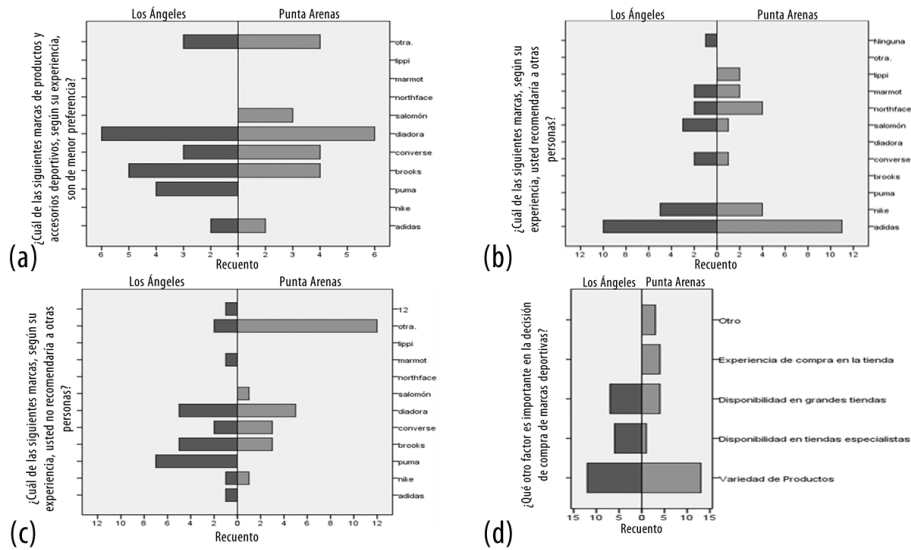 Los Ángeles Punta Arenas
¿Cuál de las siguientes marcas de productos y
accesorios deportivos, según su experiencia,
son de menor preferencia?
otra.
lippi
marmot
northface
salomón
diadora
converse
brooks
puma
nike
adidas
6 5 4 3 2 1 2 3 4 5 6
Recuento
(a)
Los Ángeles Punta Arenas
¿Cuál de las siguientes marcas, según su
experiencia, usted recomendaría a otras
personas?
Ninguna
otra.
lippi
marmot
northface
salomón
diadora
converse
brooks
puma
nike
adidas
12 10 8 6 4 2 0 2 4 6 8 10 12
Recuento
(b)
Los Ángeles Punta Arenas
¿Cuál de las siguientes marcas, según su
experiencia, usted no recomendaría a otras
personas?
12
otra.
lippi
marmot
northface
salomón
diadora
converse
brooks
puma
nike
adidas
12 10 8 6 4 2 0 2 4 6 8 10 12
Recuento
(c)
Los Ángeles Punta Arenas
¿Qué otro factor es importante en la decisión
de compra de marcas deportivas?
Otro
Experiencia de compra en la tienda
Disponibilidad en grandes tiendas
Disponibilidad en tiendas especialistas
Variedad de Productos
15 10 5 0 5 10 15
Recuento
(d)